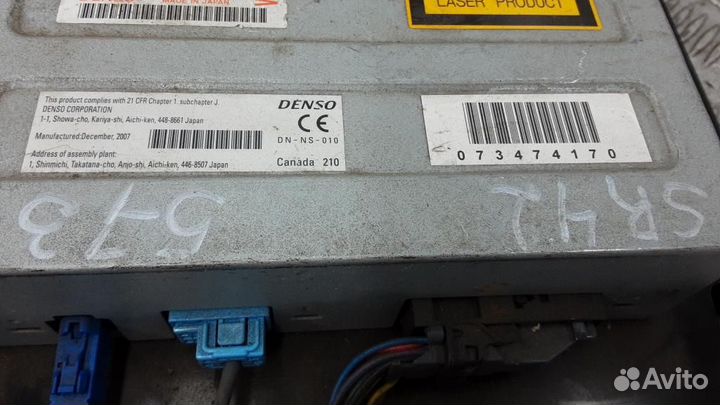 MADE IN JAPAN
LASER PRODUCT
This product complies with 21 CFR Chapter 1. subchapter J.
DENSO CORPORATION
1-1, Showa-cho, Kariya-shi, Aichi-ken, 448-8661 Japan
Manufactured:December, 2007
Address of assembly plant:
1, Shinmichi, Takatana-cho, Anjo-shi, Aichi-ken, 446-8507 Japan
DENSO
CE
DN-NS-010
Canada 210
073474170
573
SR42
Avito